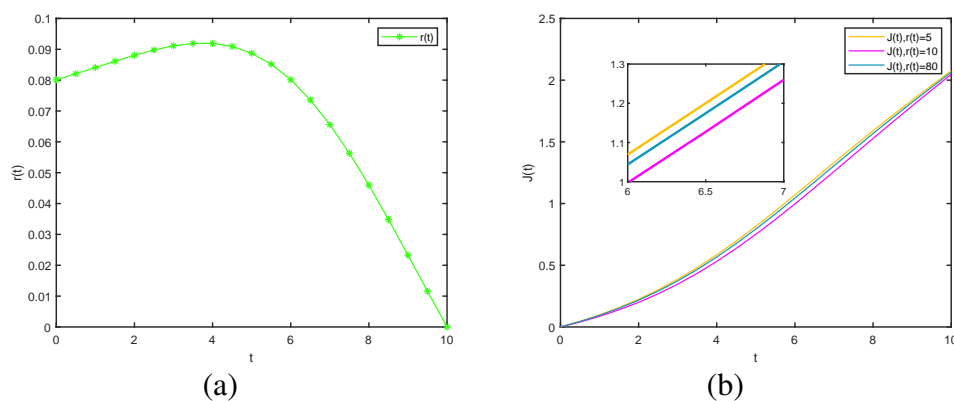 0.1
0.09
0.08
0.07
0.06
0.05
0.04
0.03
0.02
0.01
0
r(t)
r(t)
0 2 4 6 8 10
t
(a)
2.5
2
1.5
1
0.5
0
J(t)
J(t),r(t)=5
J(t),r(t)=10
J(t),r(t)=80
1.3
1.2
1.1
1
6 6.5 7
0 2 4 6 8 10
t
(b)